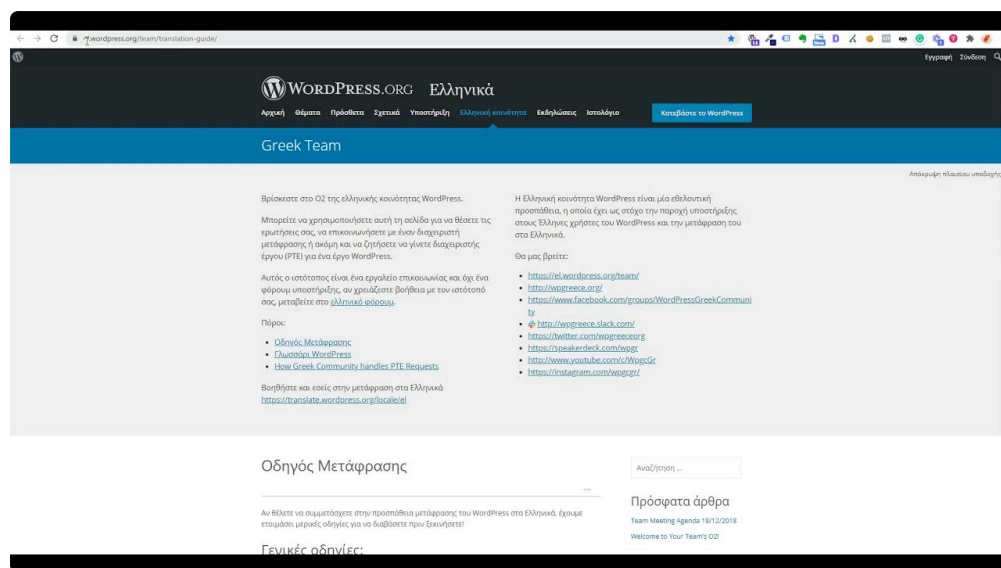 .wordpress.org/team/translation-guide/
Εγγραφή Σύνδεση
WORDPRESS.ORG Ελληνικά
Αρχική Θέματα Πρόσθετα Σχετικά Υποστήριξη Ελληνική κοινότητα Εκδηλώσεις Ιστολόγιο Κατεβάστε το WordPress
Greek Team
Απόκρυψη πλαισίου υποδοχής
Βρίσκεστε στο O2 της ελληνικής κοινότητας WordPress.
Μπορείτε να χρησιμοποιήσετε αυτή τη σελίδα για να θέσετε τις
ερωτήσεις σας, να επικοινωνήσετε με έναν διαχειριστή
μετάφρασης ή ακόμη και να ζητήσετε να γίνετε διαχειριστής
έργου (PTE) για ένα έργο WordPress.
Αυτός ο ιστότοπος είναι ένα εργαλείο επικοινωνίας και όχι ένα
φόρουμ υποστήριξης, αν χρειάζεστε βοήθεια με τον ιστότοπό
σας, μεταβείτε στο ελληνικό φόρουμ.
Πόροι:
Οδηγός Μετάφρασης
Γλωσσάρι WordPress
How Greek Community handles PTE Requests
Βοηθήστε και εσείς στην μετάφραση στα Ελληνικά
https://translate.wordpress.org/locale/el
Η Ελληνική κοινότητα WordPress είναι μία εθελοντική
προσπάθεια, η οποία έχει ως στόχο την παροχή υποστήριξης
στους Έλληνες χρήστες του WordPress και την μετάφραση του
στα Ελληνικά.
Θα μας βρείτε:
https://el.wordpress.org/team/
http://wpgreece.org/
https://www.facebook.com/groups/WordPressGreekCommuni
ty
http://wpgreece.slack.com/
https://twitter.com/wpgreeceorg
https://speakerdeck.com/wpgr
http://www.youtube.com/c/WpgcGr
https://instagram.com/wpgcgr/
Οδηγός Μετάφρασης
Αν θέλετε να συμμετάσχετε στην προσπάθεια μετάφρασης του WordPress στα Ελληνικά, έχουμε
ετοιμάσει μερικές οδηγίες για να διαβάσετε πριν ξεκινήσετε!
Γενικές οδηγίες:
Αναζήτηση ...
Πρόσφατα άρθρα
Team Meeting Agenda 18/12/2018
Welcome to Your Team's O2!